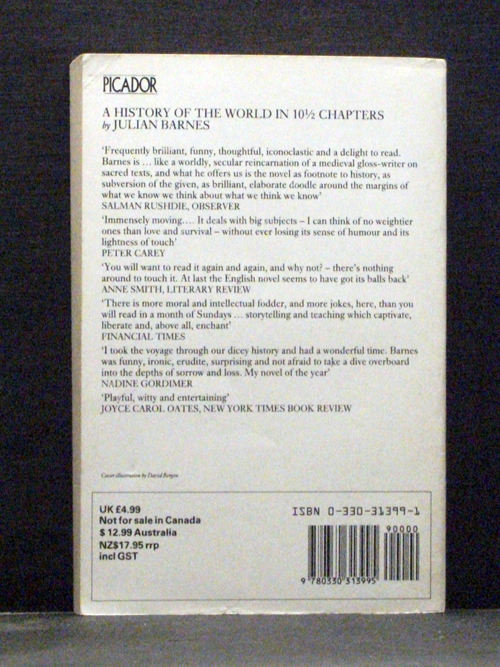 PICADOR
A HISTORY OF THE WORLD IN 10½ CHAPTERS
by JULIAN BARNES
'Frequently brilliant, funny, thoughtful, iconoclastic and a delight to read.
Barnes is ... like a worldly, secular reincarnation of a medieval gloss-writer on
sacred texts, and what he offers us is the novel as footnote to history, as
subversion of the given, as brilliant, elaborate doodle around the margins of
what we know we think about what we think we know'
SALMAN RUSHDIE, OBSERVER
'Immensely moving.... It deals with big subjects – I can think of no weightier
ones than love and survival – without ever losing its sense of humour and its
lightness of touch'
PETER CAREY
'You will want to read it again and again, and why not? – there's nothing
around to touch it. At last the English novel seems to have got its balls back'
ANNE SMITH, LITERARY REVIEW
'There is more moral and intellectual fodder, and more jokes, here, than you
will read in a month of Sundays ... storytelling and teaching which captivate,
liberate and, above all, enchant'
FINANCIAL TIMES
'I took the voyage through our dicey history and had a wonderful time. Barnes
was funny, ironic, erudite, surprising and not afraid to take a dive overboard
into the depths of sorrow and loss. My novel of the year'
NADINE GORDIMER
'Playful, witty and entertaining'
JOYCE CAROL OATES, NEW YORK TIMES BOOK REVIEW
Cover illustration by David Bergen
UK £4.99
Not for sale in Canada
$ 12.99 Australia
NZ$17.95 rrp
incl GST
ISBN 0-330-31399-1
90000
9 780330 313995